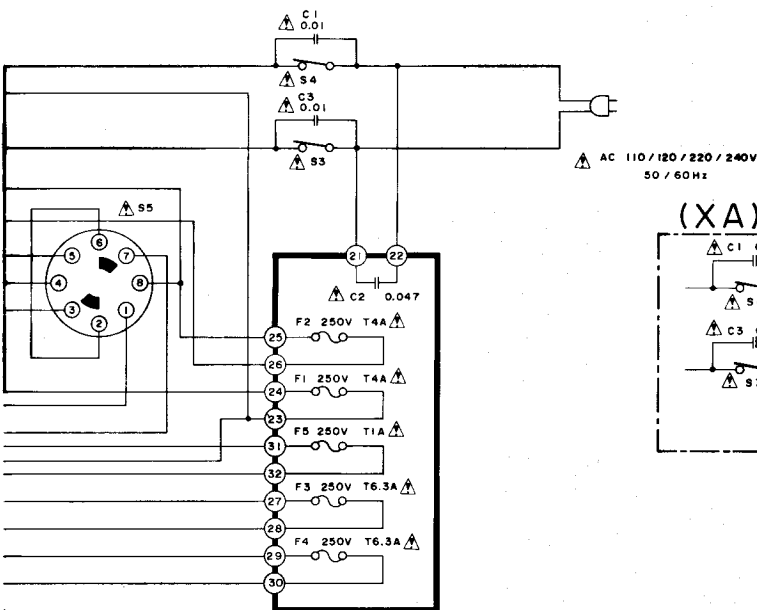 C1
0.01
S4
C3
0.01
S3
AC 110/120/220/240V
50/60Hz
(XA)
S5
6
5
7
4
8
3
1
2
21
22
C2 0.047
C1
S
C3
25
F2 250V T4A
26
24
F1 250V T4A
23
31
F5 250V T1A
32
27
F3 250V T6.3A
28
29
F4 250V T6.3A
30